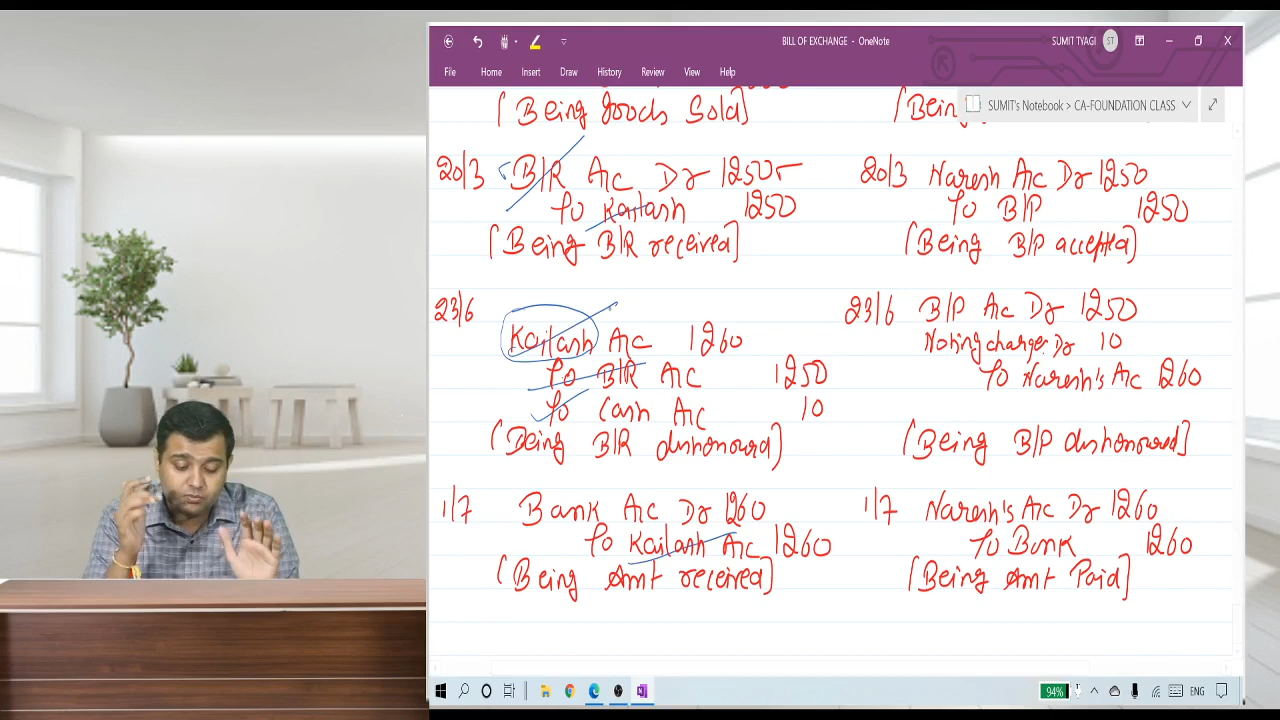 BILL OF EXCHANGE - OneNote
SUMIT TYAGI ST
File Home Insert Draw History Review View Help
SUMIT's Notebook > CA-FOUNDATION CLASS
[Being Goods Sold]
[Being
20/3 B/R A/c Dr 1250
To Kailash 1250
[Being B/R received]
20/3 Naresh A/c Dr 1250
To B/P 1250
[Being B/P accepted]
23/6
Kailash A/c 1260
To B/R A/c 1250
To Cash A/c 10
[Being B/R dishonourd]
23/6 B/P A/c Dr 1250
Noting charge Dr 10
To Naresh's A/c 1260
[Being B/P dishonoured]
1/7 Bank A/c Dr 1260
To Kailash A/c 1260
[Being Amt received]
1/7 Naresh's A/c Dr 1260
To Bank 1260
[Being Amt Paid]
94% ENG